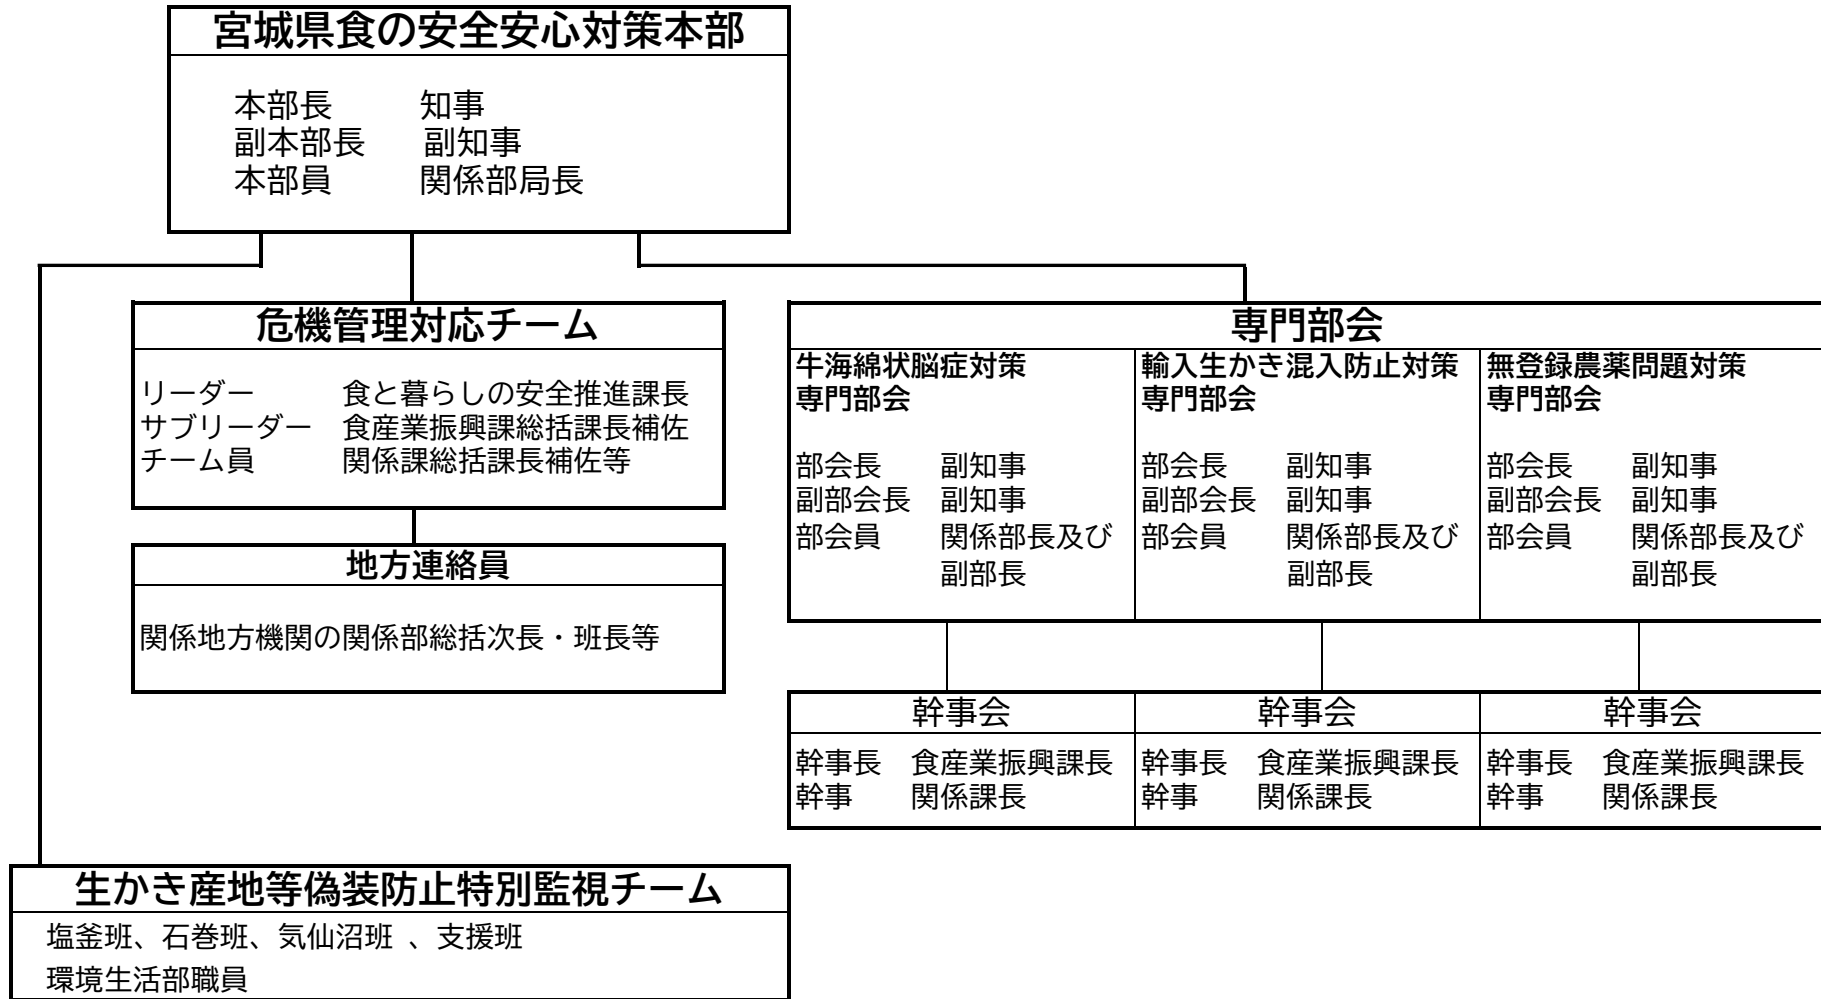 宮城県食の安全安心対策本部
本部長 知事
副本部長 副知事
本部員 関係部局長
危機管理対応チーム
リーダー 食と暮らしの安全推進課長
サブリーダー 食産業振興課総括課長補佐
チーム員 関係課総括課長補佐等
地方連絡員
関係地方機関の関係部総括次長・班長等
専門部会
牛海綿状脳症対策
専門部会
部会長 副知事
副部会長 副知事
部会員 関係部長及び
副部長
輸入生かき混入防止対策
専門部会
部会長 副知事
副部会長 副知事
部会員 関係部長及び
副部長
無登録農薬問題対策
専門部会
部会長 副知事
副部会長 副知事
部会員 関係部長及び
副部長
幹事会
幹事長 食産業振興課長
幹事 関係課長
幹事会
幹事長 食産業振興課長
幹事 関係課長
幹事会
幹事長 食産業振興課長
幹事 関係課長
生かき産地等偽装防止特別監視チーム
塩釜班、石巻班、気仙沼班 、支援班
環境生活部職員